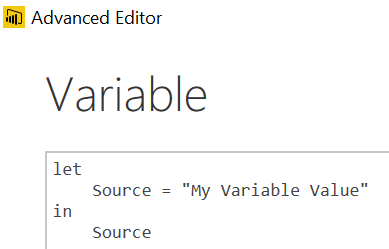 Advanced Editor
Variable
let
    Source = "My Variable Value"
in
    Source